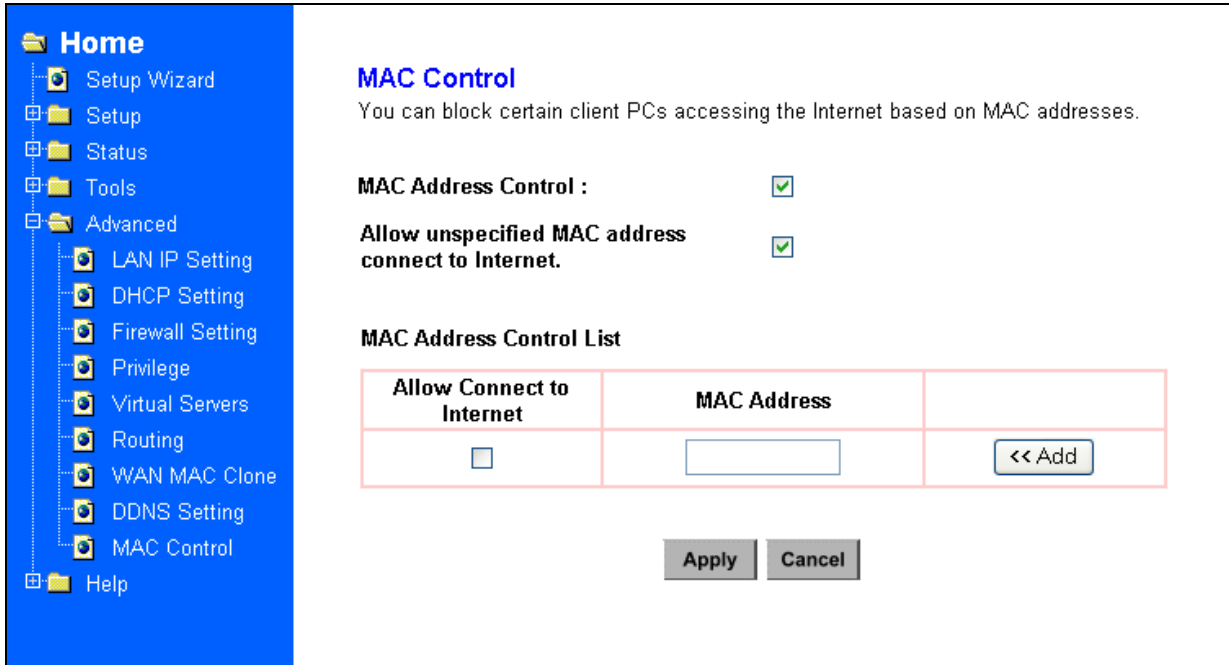 Home
Setup Wizard
Setup
Status
Tools
Advanced
LAN IP Setting
DHCP Setting
Firewall Setting
Privilege
Virtual Servers
Routing
WAN MAC Clone
DDNS Setting
MAC Control
Help
MAC Control
You can block certain client PCs accessing the Internet based on MAC addresses.
MAC Address Control :
Allow unspecified MAC address
connect to Internet.
MAC Address Control List
Allow Connect to
Internet
MAC Address
<< Add
Apply
Cancel